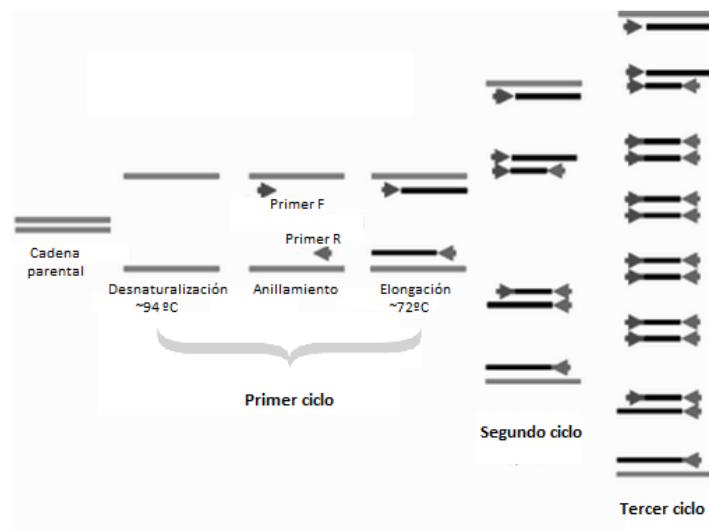 Primer F
Primer R
Cadena
parental
Desnaturalización
~94 ºC
Anillamiento
Elongación
~72ºC
Primer ciclo
Segundo ciclo
Tercer ciclo